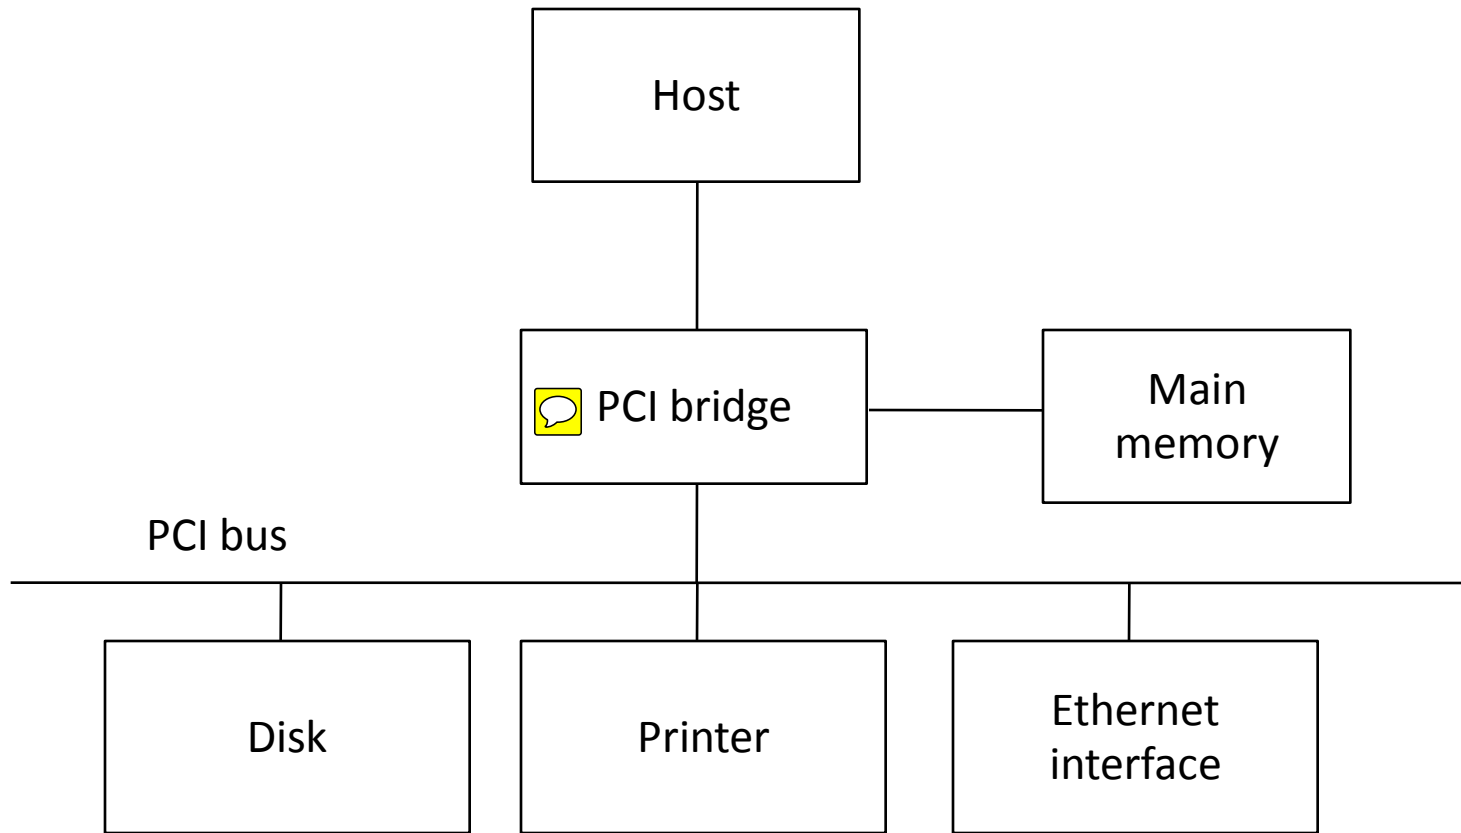 Host
PCI bridge
Main
memory
PCI bus
Disk
Printer
Ethernet
interface